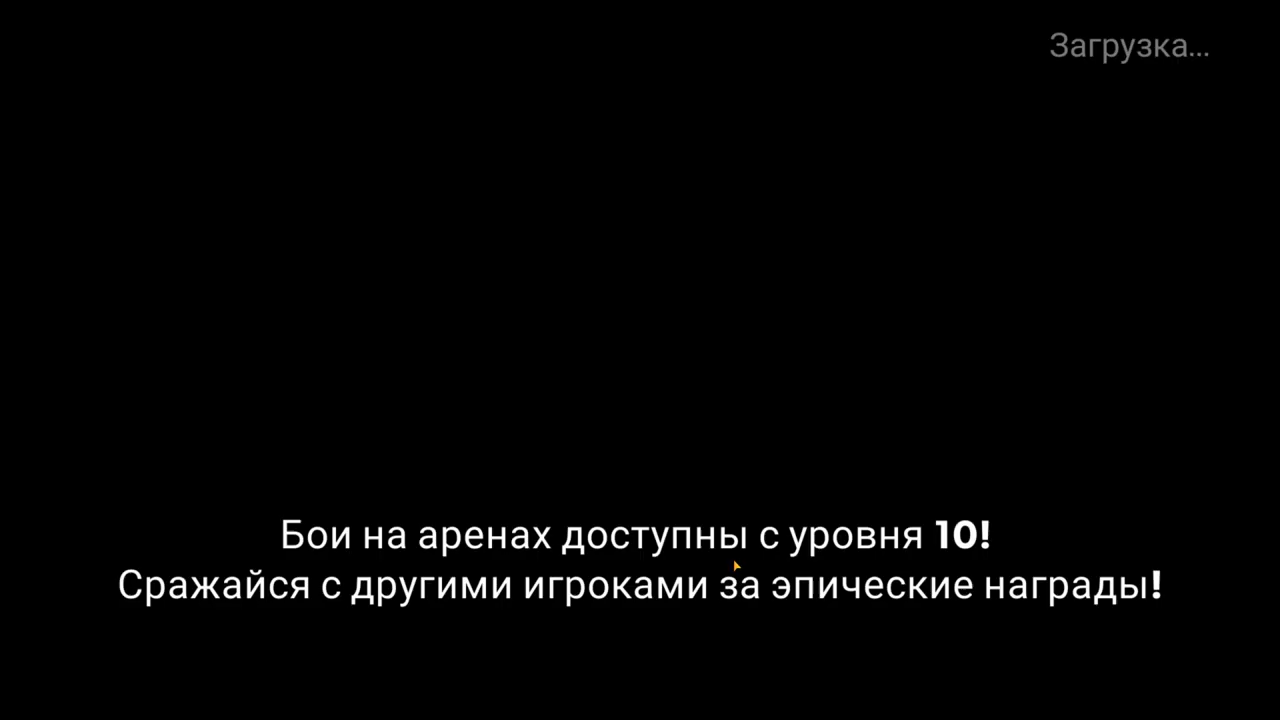 Загрузка...
Бои на аренах доступны с уровня 10!
Сражайся с другими игроками за эпические награды!